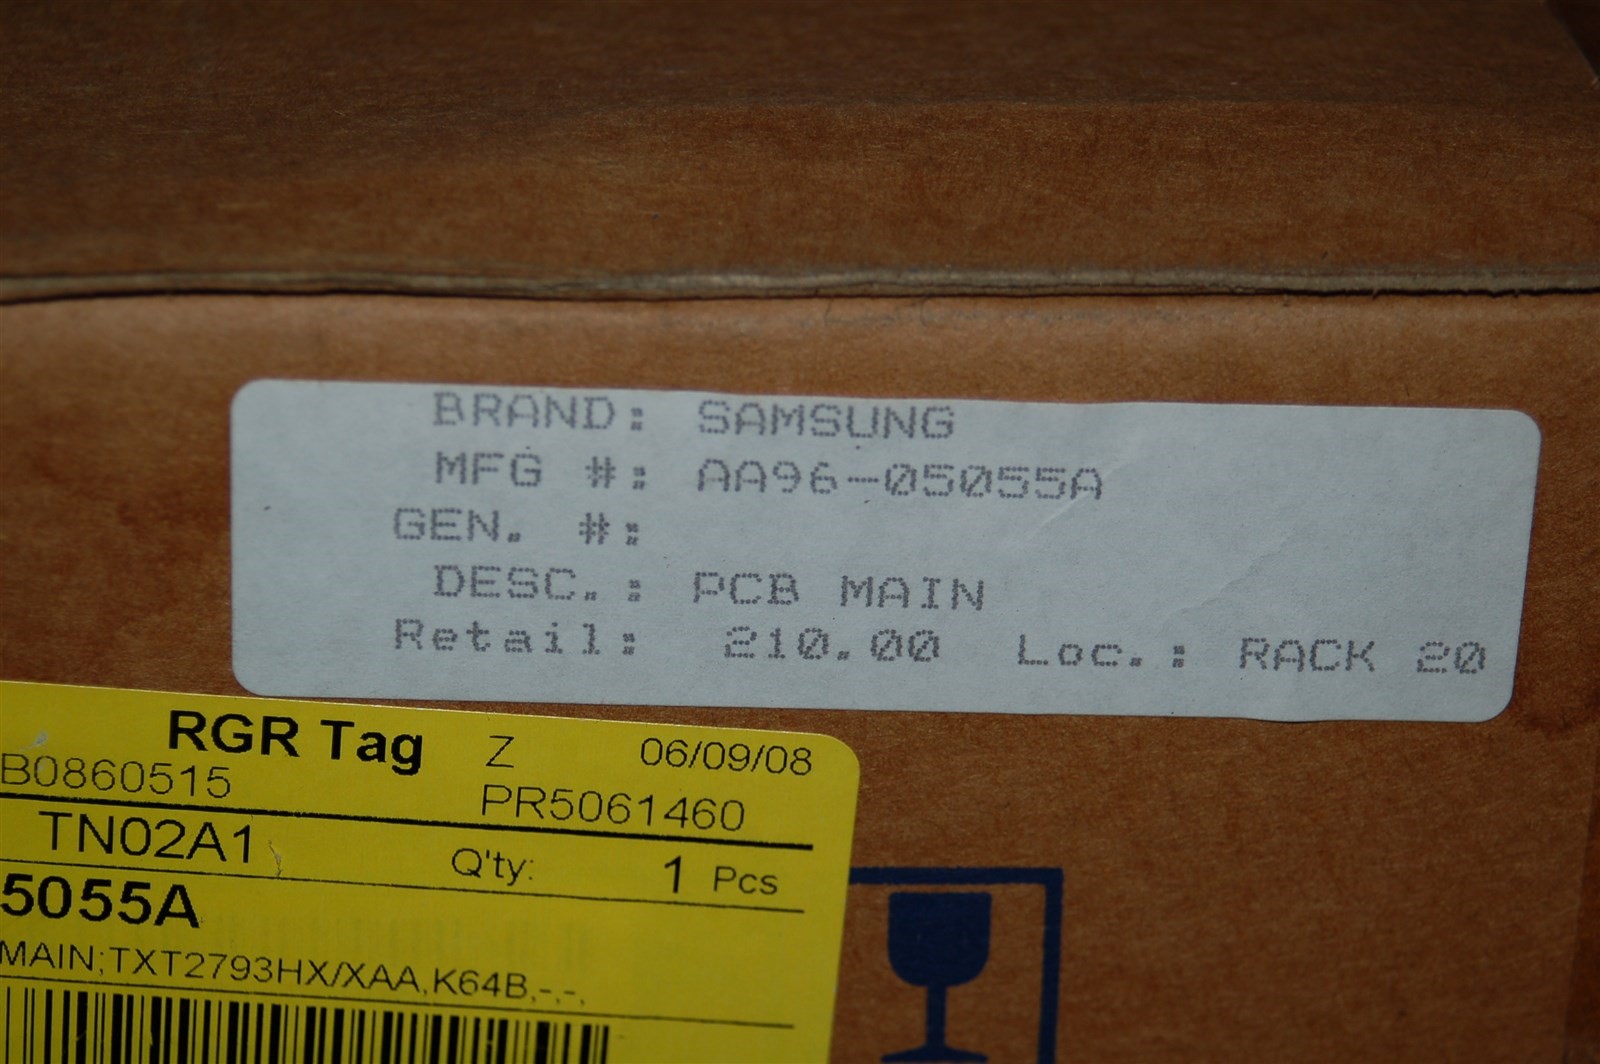 BRAND: SAMSUNG
MFG #: AA96-05055A
GEN. #:
DESC.: PCB MAIN
Retail: 210.00 Loc.: RACK 20
RGR Tag Z 06/09/08
B0860515 PR5061460
TN02A1 Q'ty: 1 Pcs
5055A
MAIN;TXT2793HX/XAA,K64B,-,-,